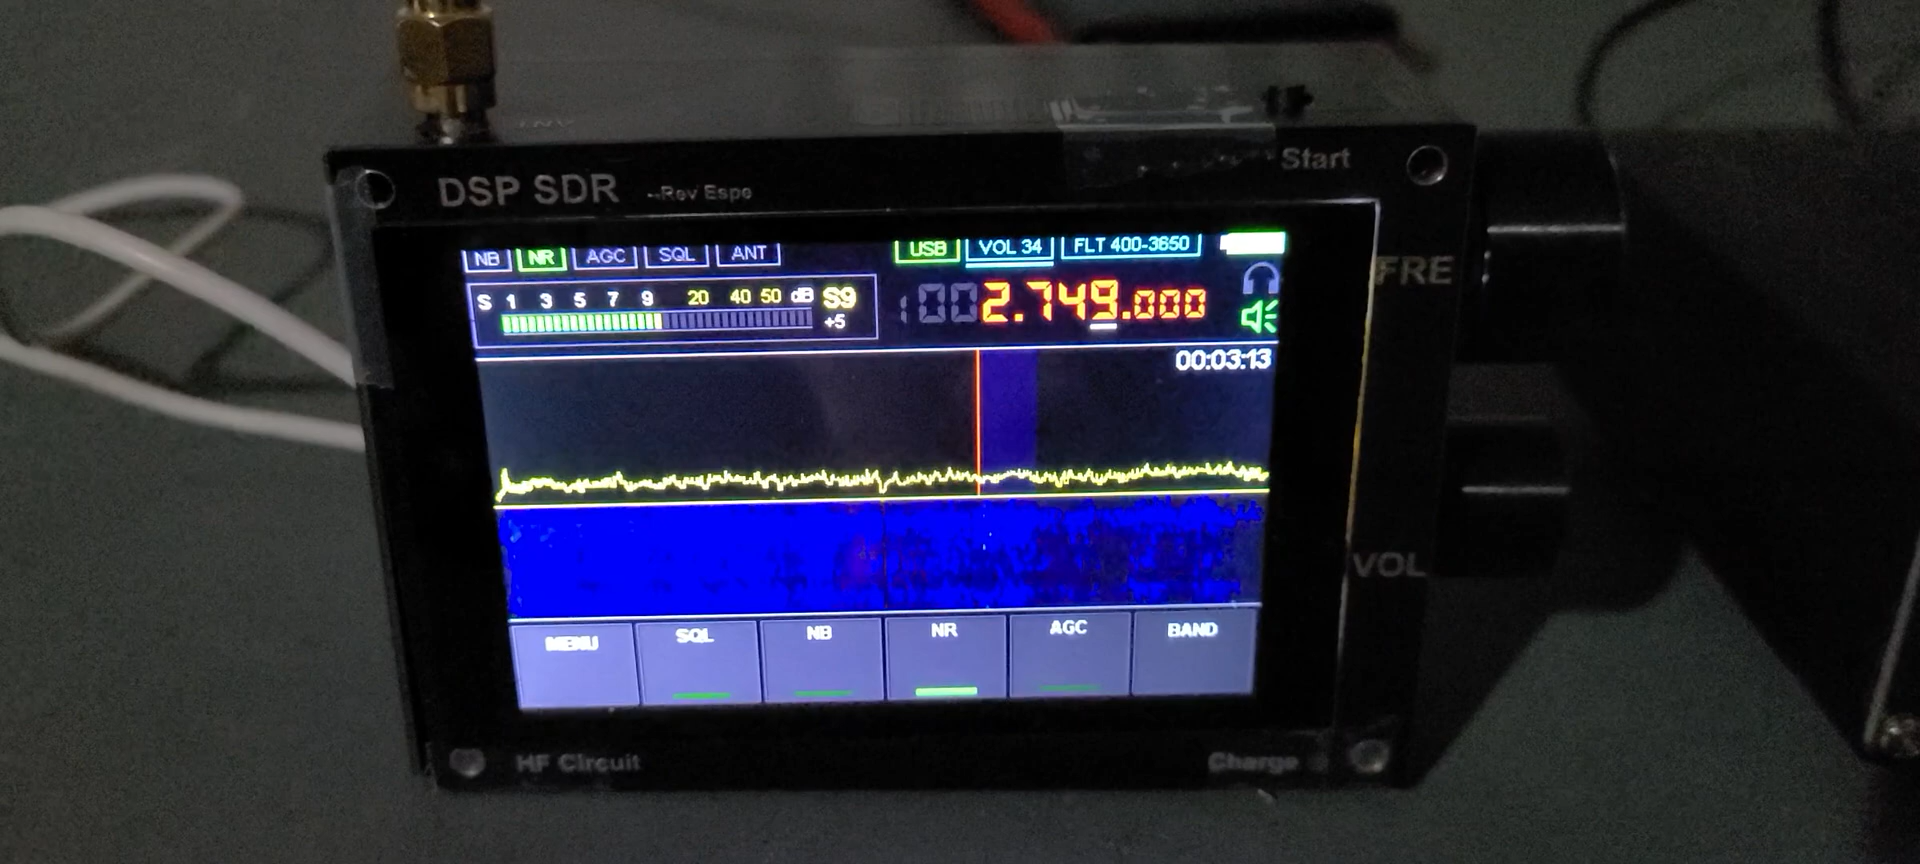 DSP SDR --Rev Espe
Start
NB NR AGC SQL ANT USB VOL 34 FLT 400-3650
S 1 3 5 7 9 20 40 50 dB S9
+5
2.749.000
FRE
00:03:13
VOL
MENU SQL NB NR AGC BAND
HF Circuit Charge